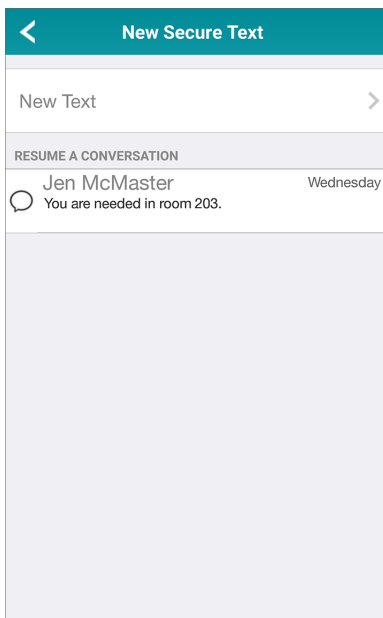 New Secure Text
New Text
RESUME A CONVERSATION
Jen McMaster
Wednesday
You are needed in room 203.